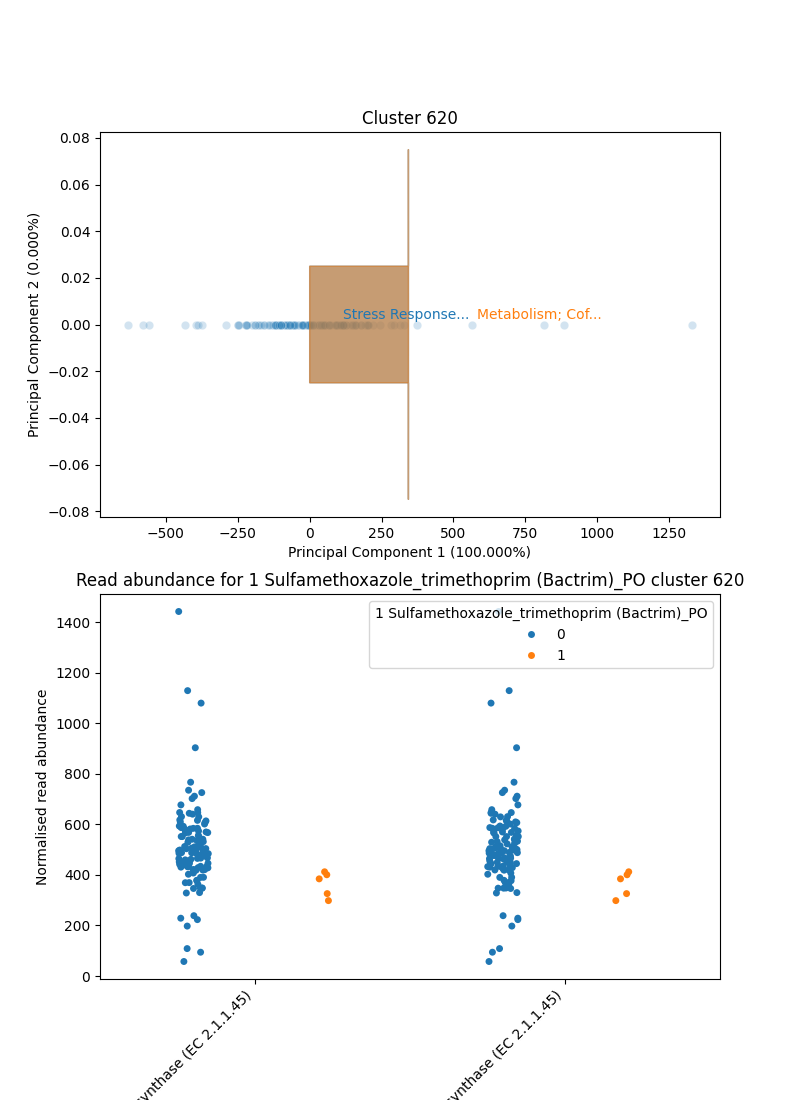 Cluster 620
0.08
0.06
0.04
0.02
0.00
−0.02
−0.04
−0.06
−0.08
Principal Component 2 (0.000%)
Stress Response... Metabolism; Cof...
−500 −250 0 250 500 750 1000 1250
Principal Component 1 (100.000%)
Read abundance for 1 Sulfamethoxazole_trimethoprim (Bactrim)_PO cluster 620
1 Sulfamethoxazole_trimethoprim (Bactrim)_PO
0
1
1400
1200
1000
800
600
400
200
0
Normalised read abundance
ynthase (EC 2.1.1.45)
ynthase (EC 2.1.1.45)